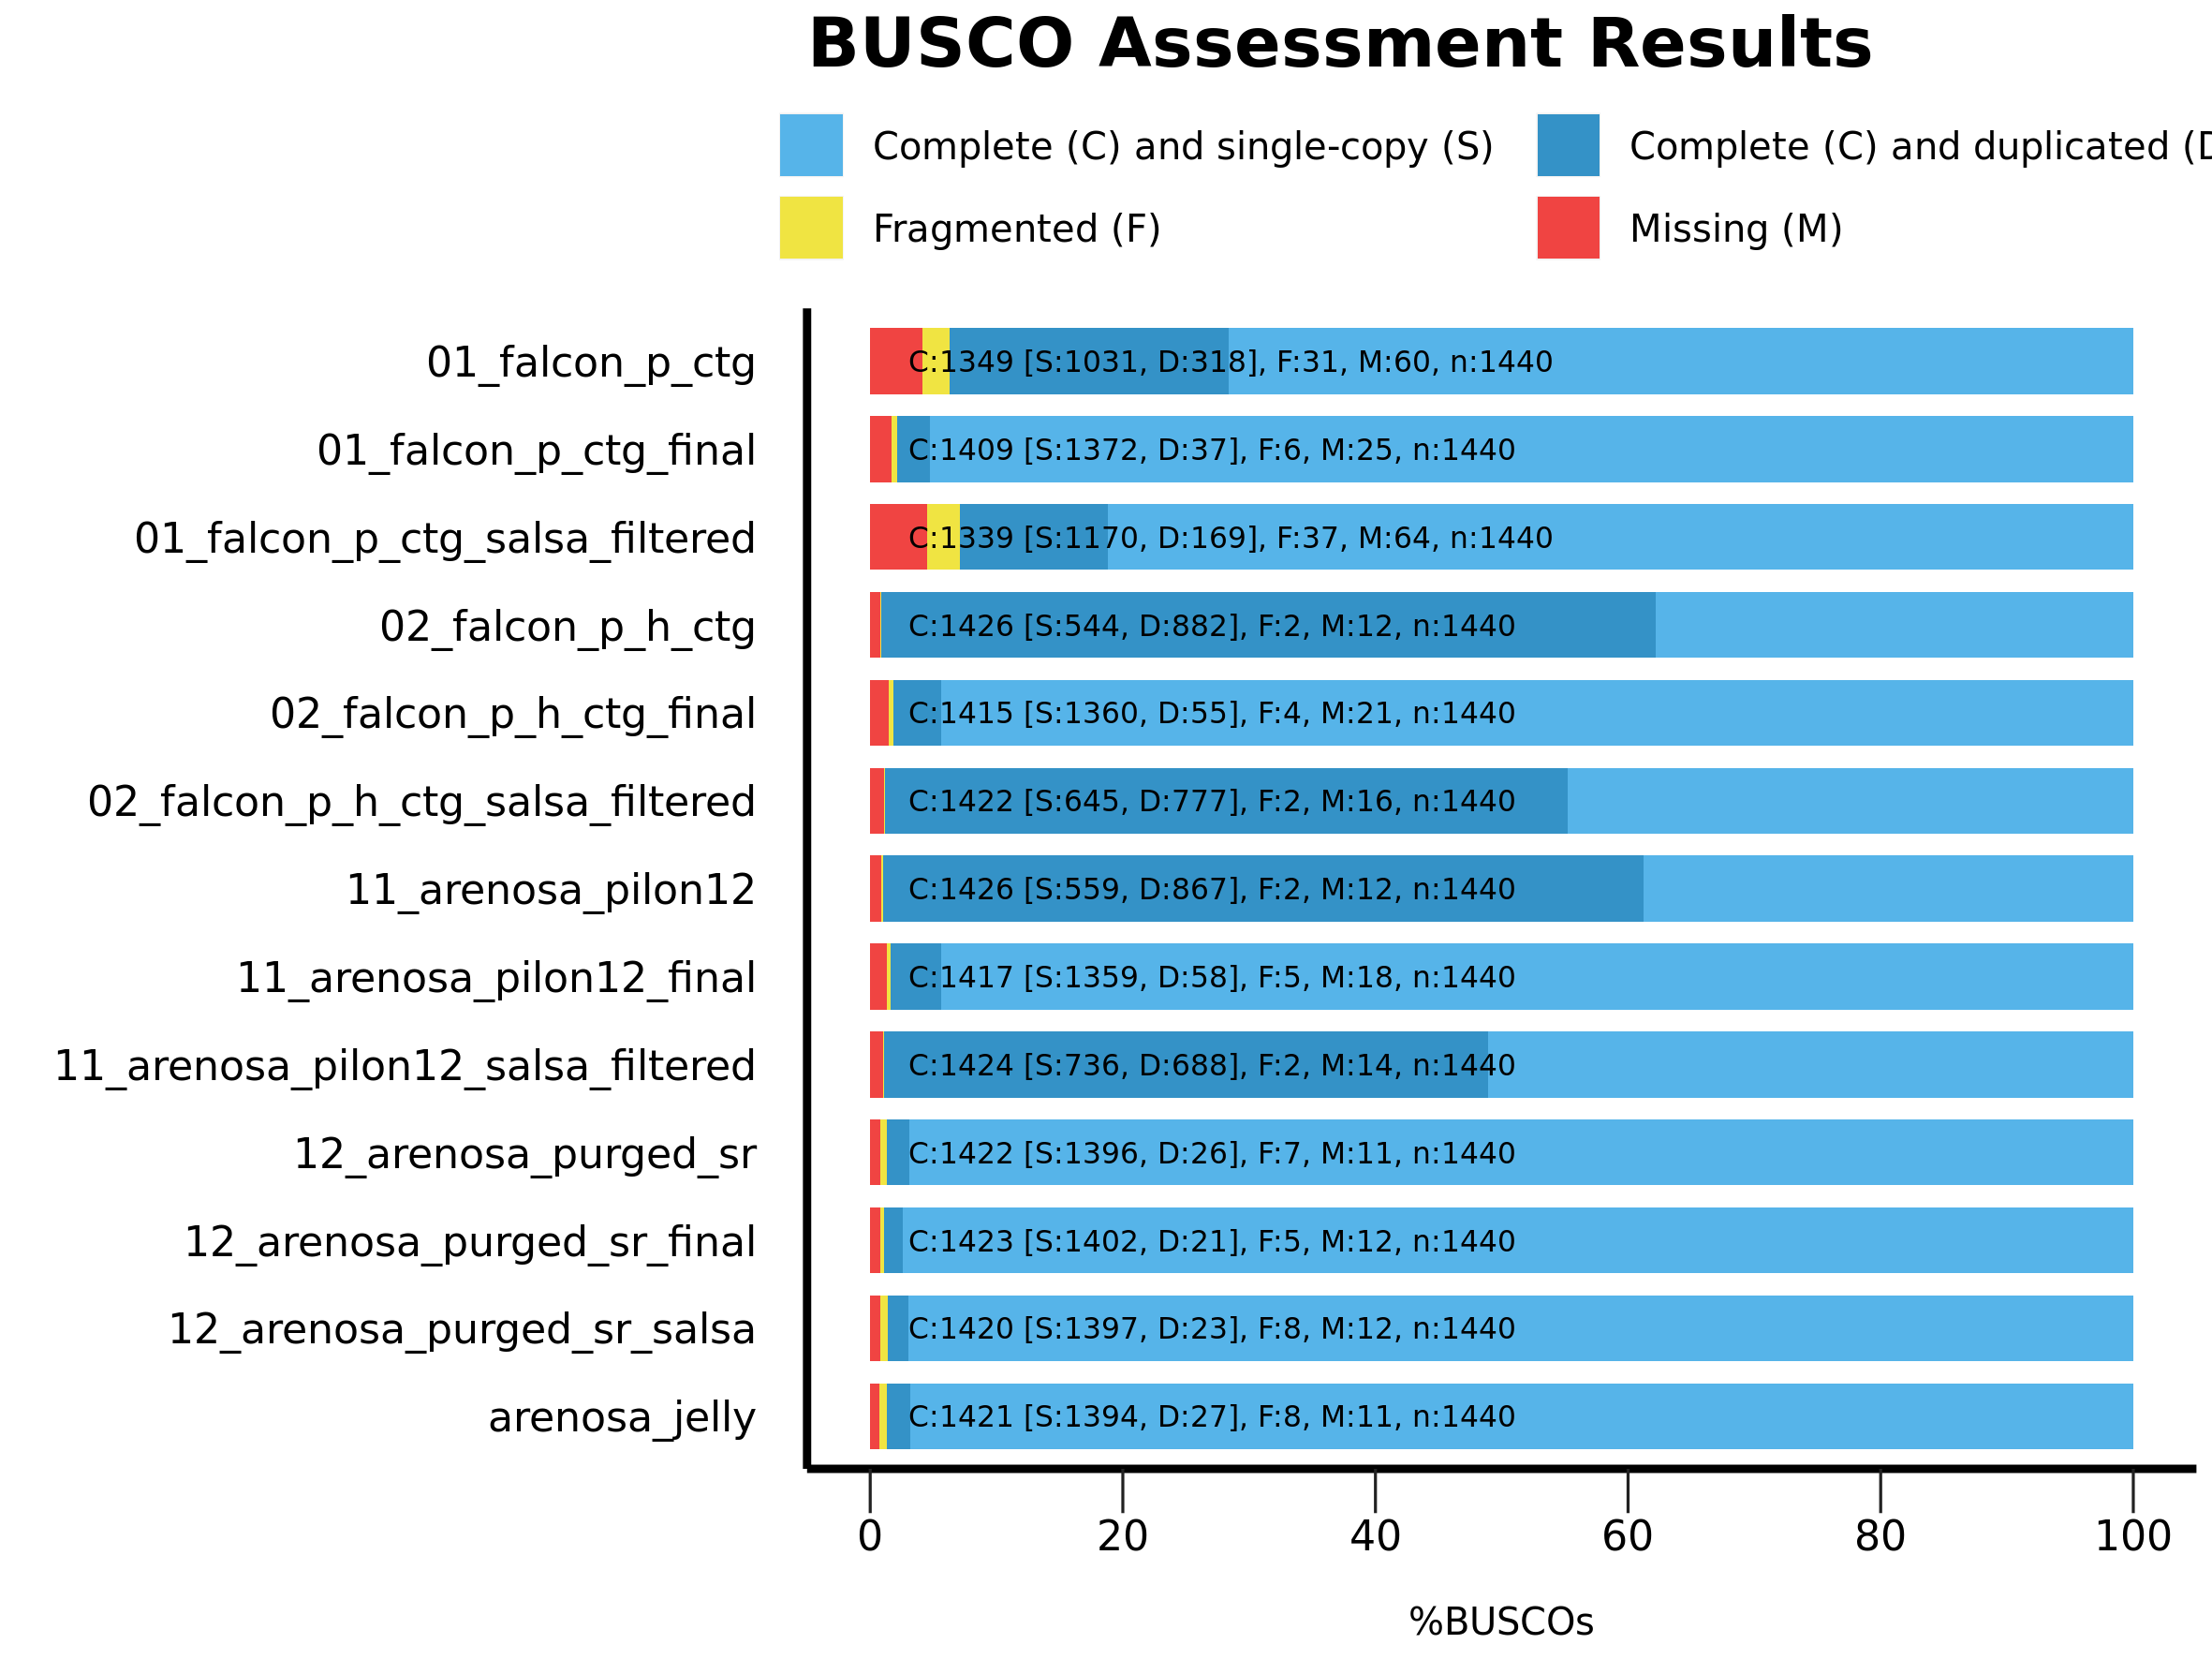 BUSCO Assessment Results
Complete (C) and single-copy (S) Complete (C) and duplicated (D
Fragmented (F) Missing (M)
01_falcon_p_ctg C:1349 [S:1031, D:318], F:31, M:60, n:1440
01_falcon_p_ctg_final C:1409 [S:1372, D:37], F:6, M:25, n:1440
01_falcon_p_ctg_salsa_filtered C:1339 [S:1170, D:169], F:37, M:64, n:1440
02_falcon_p_h_ctg C:1426 [S:544, D:882], F:2, M:12, n:1440
02_falcon_p_h_ctg_final C:1415 [S:1360, D:55], F:4, M:21, n:1440
02_falcon_p_h_ctg_salsa_filtered C:1422 [S:645, D:777], F:2, M:16, n:1440
11_arenosa_pilon12 C:1426 [S:559, D:867], F:2, M:12, n:1440
11_arenosa_pilon12_final C:1417 [S:1359, D:58], F:5, M:18, n:1440
11_arenosa_pilon12_salsa_filtered C:1424 [S:736, D:688], F:2, M:14, n:1440
12_arenosa_purged_sr C:1422 [S:1396, D:26], F:7, M:11, n:1440
12_arenosa_purged_sr_final C:1423 [S:1402, D:21], F:5, M:12, n:1440
12_arenosa_purged_sr_salsa C:1420 [S:1397, D:23], F:8, M:12, n:1440
arenosa_jelly C:1421 [S:1394, D:27], F:8, M:11, n:1440
0 20 40 60 80 100
%BUSCOs